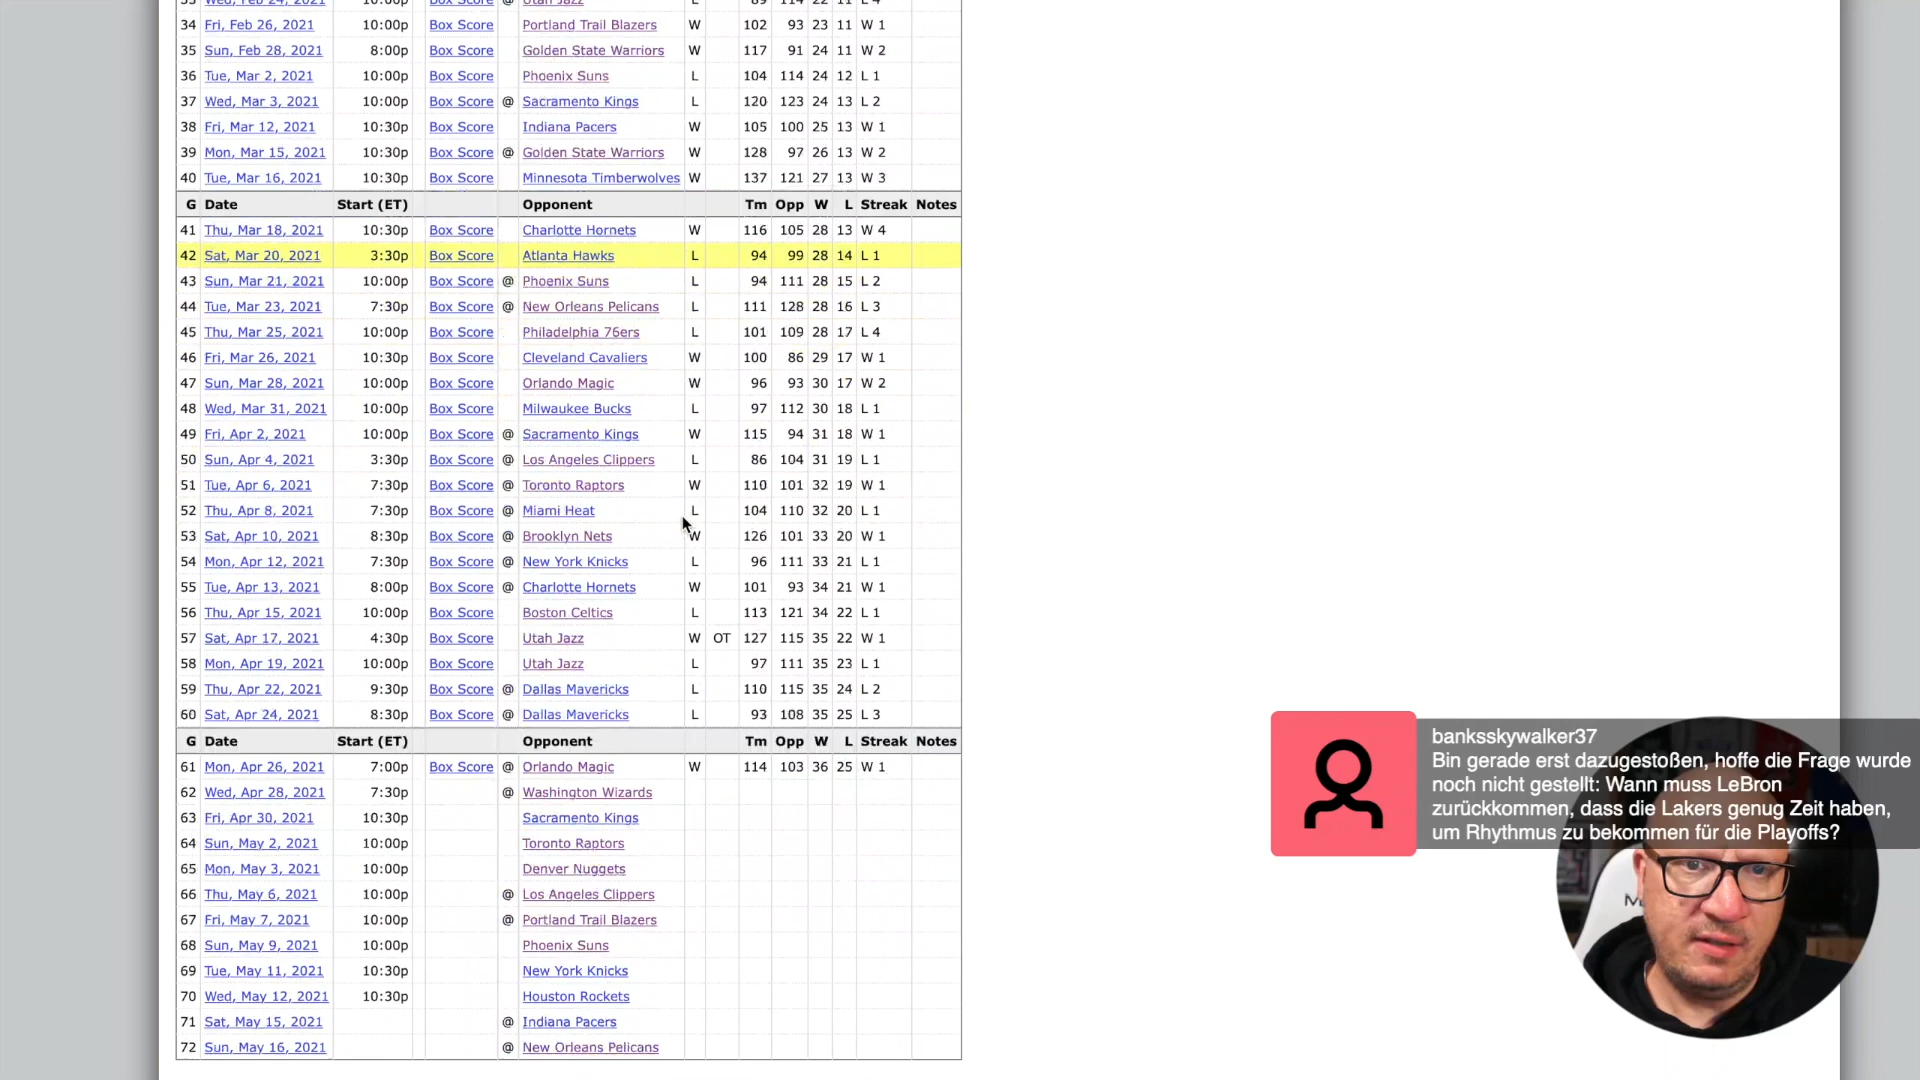 33 Wed, Feb 24, 2021 10:00p Box Score @ Utah Jazz L 89 114 22 11 L 4
34 Fri, Feb 26, 2021 10:00p Box Score Portland Trail Blazers W 102 93 23 11 W 1
35 Sun, Feb 28, 2021 8:00p Box Score Golden State Warriors W 117 91 24 11 W 2
36 Tue, Mar 2, 2021 10:00p Box Score Phoenix Suns L 104 114 24 12 L 1
37 Wed, Mar 3, 2021 10:00p Box Score @ Sacramento Kings L 120 123 24 13 L 2
38 Fri, Mar 12, 2021 10:30p Box Score Indiana Pacers W 105 100 25 13 W 1
39 Mon, Mar 15, 2021 10:30p Box Score @ Golden State Warriors W 128 97 26 13 W 2
40 Tue, Mar 16, 2021 10:30p Box Score Minnesota Timberwolves W 137 121 27 13 W 3
G Date Start (ET) Opponent Tm Opp W L Streak Notes
41 Thu, Mar 18, 2021 10:30p Box Score Charlotte Hornets W 116 105 28 13 W 4
42 Sat, Mar 20, 2021 3:30p Box Score Atlanta Hawks L 94 99 28 14 L 1
43 Sun, Mar 21, 2021 10:00p Box Score @ Phoenix Suns L 94 111 28 15 L 2
44 Tue, Mar 23, 2021 7:30p Box Score @ New Orleans Pelicans L 111 128 28 16 L 3
45 Thu, Mar 25, 2021 10:00p Box Score Philadelphia 76ers L 101 109 28 17 L 4
46 Fri, Mar 26, 2021 10:30p Box Score Cleveland Cavaliers W 100 86 29 17 W 1
47 Sun, Mar 28, 2021 10:00p Box Score Orlando Magic W 96 93 30 17 W 2
48 Wed, Mar 31, 2021 10:00p Box Score Milwaukee Bucks L 97 112 30 18 L 1
49 Fri, Apr 2, 2021 10:00p Box Score @ Sacramento Kings W 115 94 31 18 W 1
50 Sun, Apr 4, 2021 3:30p Box Score @ Los Angeles Clippers L 86 104 31 19 L 1
51 Tue, Apr 6, 2021 7:30p Box Score @ Toronto Raptors W 110 101 32 19 W 1
52 Thu, Apr 8, 2021 7:30p Box Score @ Miami Heat L 104 110 32 20 L 1
53 Sat, Apr 10, 2021 8:30p Box Score @ Brooklyn Nets W 126 101 33 20 W 1
54 Mon, Apr 12, 2021 7:30p Box Score @ New York Knicks L 96 111 33 21 L 1
55 Tue, Apr 13, 2021 8:00p Box Score @ Charlotte Hornets W 101 93 34 21 W 1
56 Thu, Apr 15, 2021 10:00p Box Score Boston Celtics L 113 121 34 22 L 1
57 Sat, Apr 17, 2021 4:30p Box Score Utah Jazz W OT 127 115 35 22 W 1
58 Mon, Apr 19, 2021 10:00p Box Score Utah Jazz L 97 111 35 23 L 1
59 Thu, Apr 22, 2021 9:30p Box Score @ Dallas Mavericks L 110 115 35 24 L 2
60 Sat, Apr 24, 2021 8:30p Box Score @ Dallas Mavericks L 93 108 35 25 L 3
G Date Start (ET) Opponent Tm Opp W L Streak Notes
61 Mon, Apr 26, 2021 7:00p Box Score @ Orlando Magic W 114 103 36 25 W 1
62 Wed, Apr 28, 2021 7:30p @ Washington Wizards
63 Fri, Apr 30, 2021 10:30p Sacramento Kings
64 Sun, May 2, 2021 10:00p Toronto Raptors
65 Mon, May 3, 2021 10:00p Denver Nuggets
66 Thu, May 6, 2021 10:00p @ Los Angeles Clippers
67 Fri, May 7, 2021 10:00p @ Portland Trail Blazers
68 Sun, May 9, 2021 10:00p Phoenix Suns
69 Tue, May 11, 2021 10:30p New York Knicks
70 Wed, May 12, 2021 10:30p Houston Rockets
71 Sat, May 15, 2021 @ Indiana Pacers
72 Sun, May 16, 2021 @ New Orleans Pelicans
banksskywalker37
Bin gerade erst dazugestoßen, hoffe die Frage wurde
noch nicht gestellt: Wann muss LeBron
zurückkommen, dass die Lakers genug Zeit haben,
um Rhythmus zu bekommen für die Playoffs?